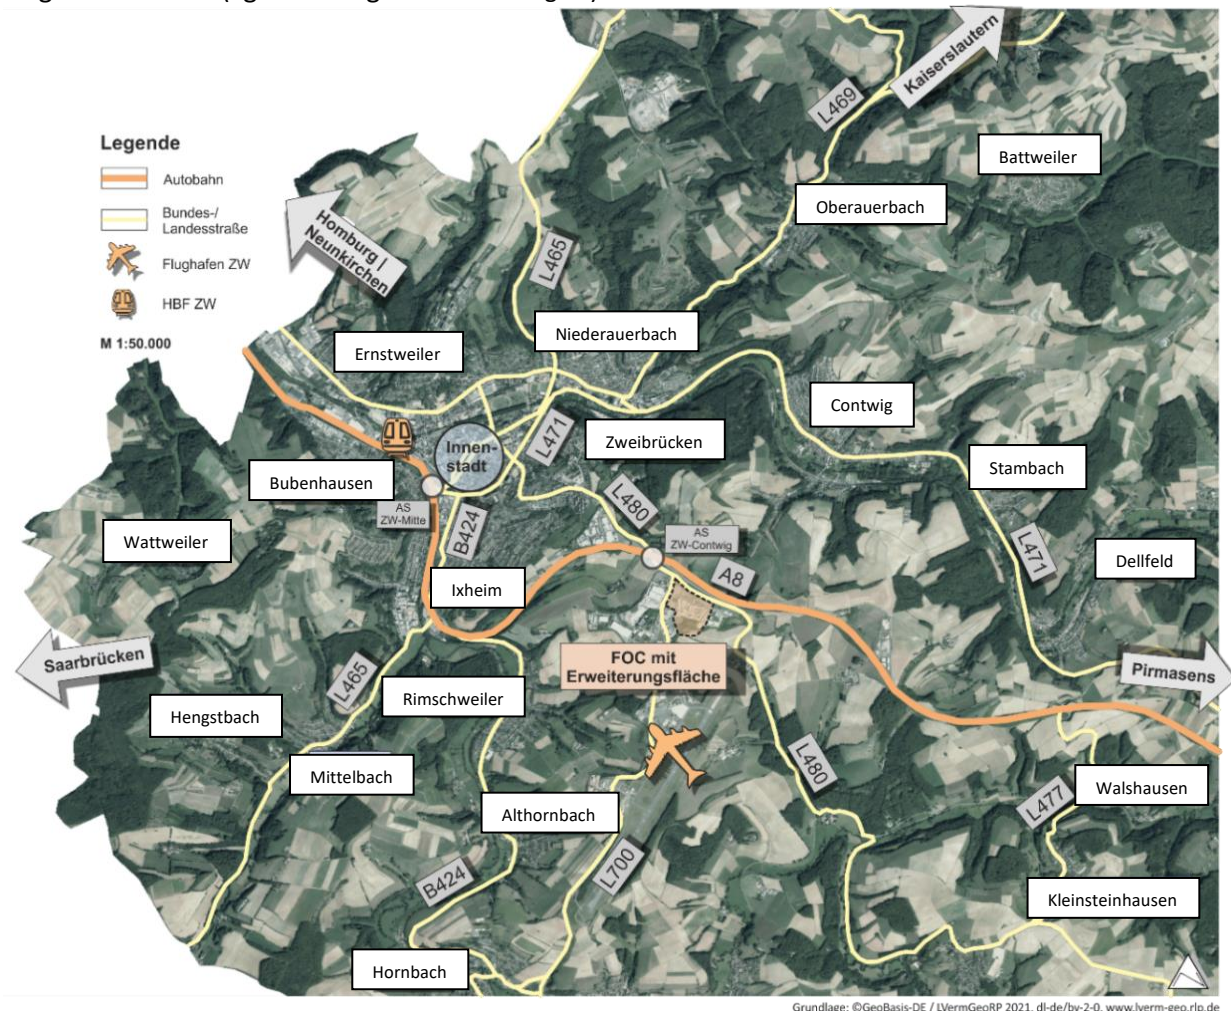 Kaiserslautern
L469
Legende
Autobahn
Bundes-/
Landesstraße
Flughafen ZW
HBF ZW
M 1:50.000
Battweiler
Oberauerbach
Homburg |
Neunkirchen
L465
Niederauerbach
Ernstweiler
Contwig
L471
Zweibrücken
Innen-
stadt
Stambach
Bubenhausen
AS
ZW-Mitte
L480
B424
AS
ZW-Contwig
Wattweiler
L471
Dellfeld
A8
Ixheim
Saarbrücken
FOC mit
Erweiterungsfläche
Pirmasens
L465
Rimschweiler
Hengstbach
Mittelbach
L480
Walshausen
L477
Althornbach
L700
B424
Kleinsteinhausen
Hornbach
Grundlage: ©GeoBasis-DE / LVermGeoRP 2021, dl-de/by-2-0, www.lverm-geo.rlp.de